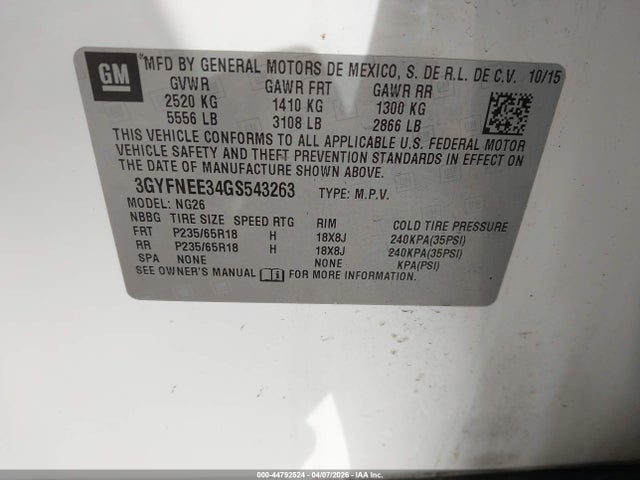 GM
MFD BY GENERAL MOTORS DE MEXICO, S. DE R.L. DE C.V. 10/15
GVWR GAWR FRT GAWR RR
2520 KG 1410 KG 1300 KG
5556 LB 3108 LB 2866 LB
THIS VEHICLE CONFORMS TO ALL APPLICABLE U.S. FEDERAL MOTOR
VEHICLE SAFETY AND THEFT PREVENTION STANDARDS IN EFFECT ON
THE DATE OF MANUFACTURE SHOWN ABOVE.
3GYFNEE34GS543263 TYPE: M.P.V.
MODEL: NG26
NBBG TIRE SIZE SPEED RTG RIM COLD TIRE PRESSURE
FRT P235/65R18 H 18X8J 240KPA(35PSI)
RR P235/65R18 H 18X8J 240KPA(35PSI)
SPA NONE NONE KPA(PSI)
SEE OWNER'S MANUAL FOR MORE INFORMATION.
000-44792524 | 04/07/2026 | IAAI, Inc. Copyright